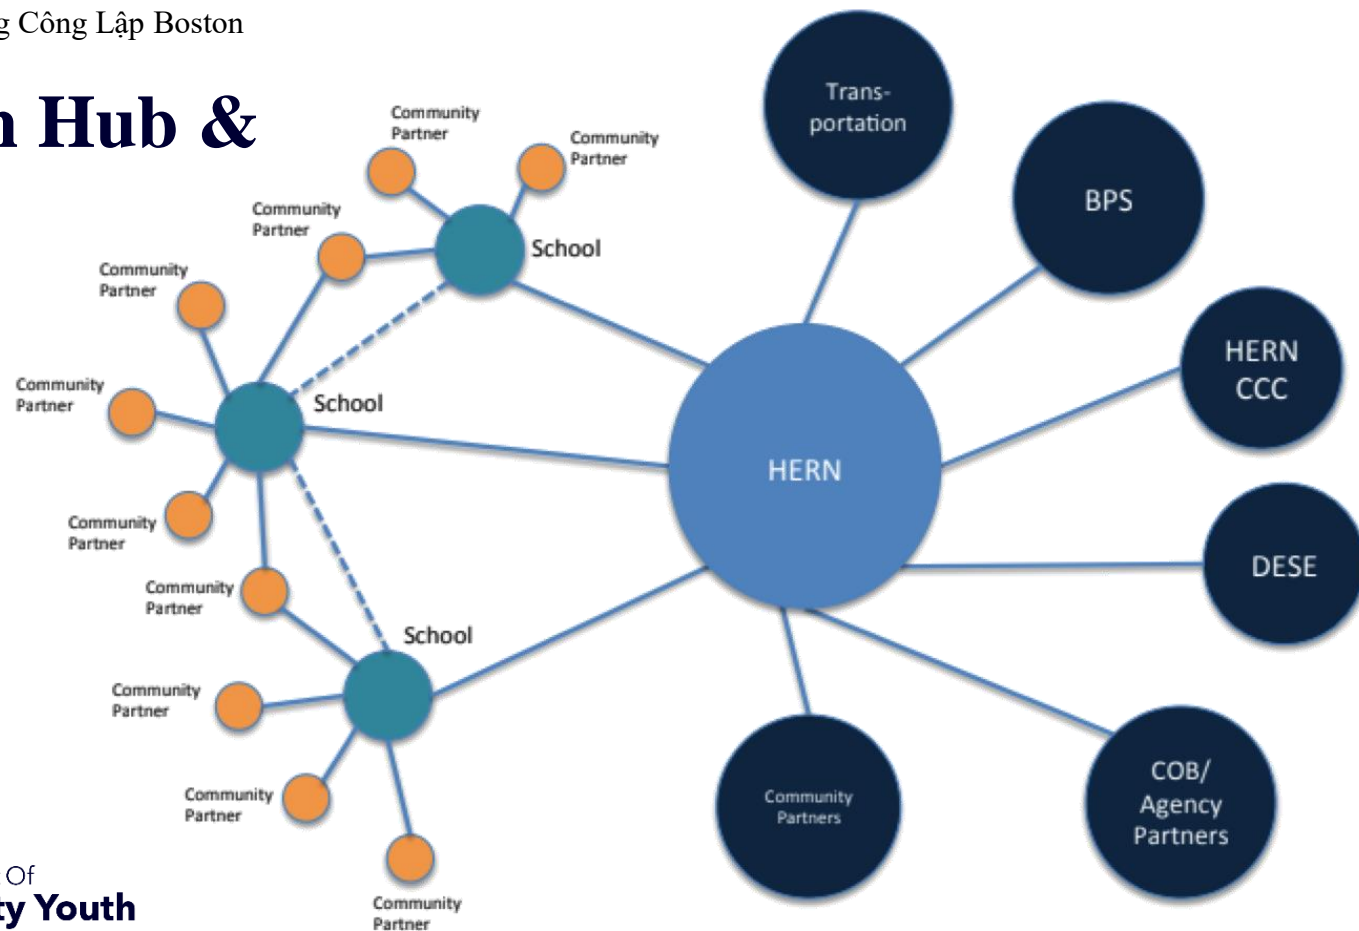 g Công Lập Boston
n Hub &
Community
Partner
Community
Partner
Community
Partner
School
Community
Partner
Community
Partner
School
Community
Partner
Community
Partner
School
Community
Partner
Community
Partner
Community
Partner
Trans-
portation
BPS
HERN
CCC
HERN
DESE
COB/
Agency
Partners
Community
Partners
Of
ty Youth